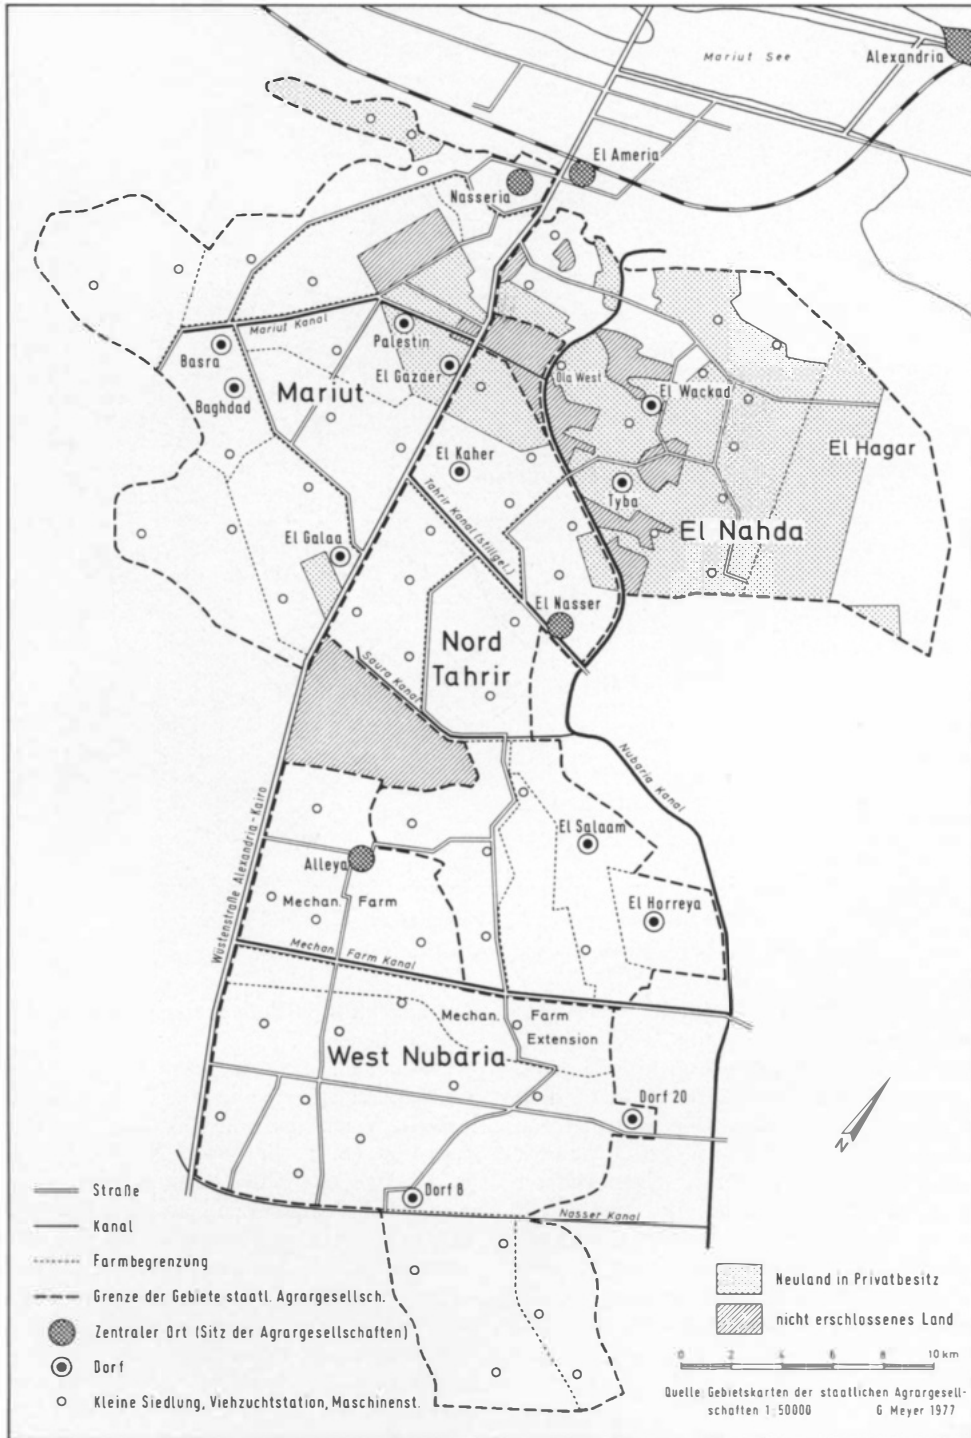 Mariut See
Alexandria
El Ameria
Nasseria
Mariut Kanal
Palestin
Basra
El Gazaer
Ola West
Mariut
El Wackad
Baghdad
El Kaher
El Hagar
Tahrir Kanal (stillgel.)
Tyba
El Nahda
El Galaa
El Nasser
Nord
Tahrir
Saura Kanal
Nubaria Kanal
Wüstenstraße Alexandria-Kairo
El Salaam
Alleya
Mechan. Farm
El Horreya
Mechan. Farm Kanal
Mechan. Farm
Extension
West Nubaria
Dorf 20
N
Dorf 8
Nasser Kanal
Straße
Kanal
Farmbegrenzung
Grenze der Gebiete staatl. Agrargesellsch.
Zentraler Ort (Sitz der Agrargesellschaften)
Dorf
Kleine Siedlung, Viehzuchtstation, Maschinenst.
Neuland in Privatbesitz
nicht erschlossenes Land
0 2 4 6 8 10 km
Quelle: Gebietskarten der staatlichen Agrargesell-
schaften 1:50000 G Meyer 1977